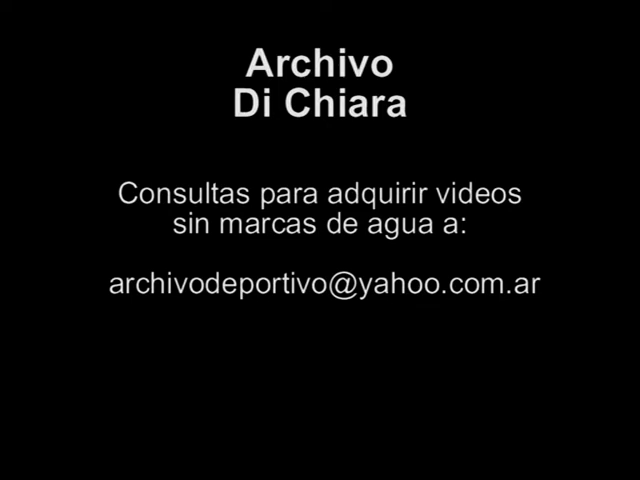 Archivo
Di Chiara
Consultas para adquirir videos
sin marcas de agua a:
archivodeportivo@yahoo.com.ar